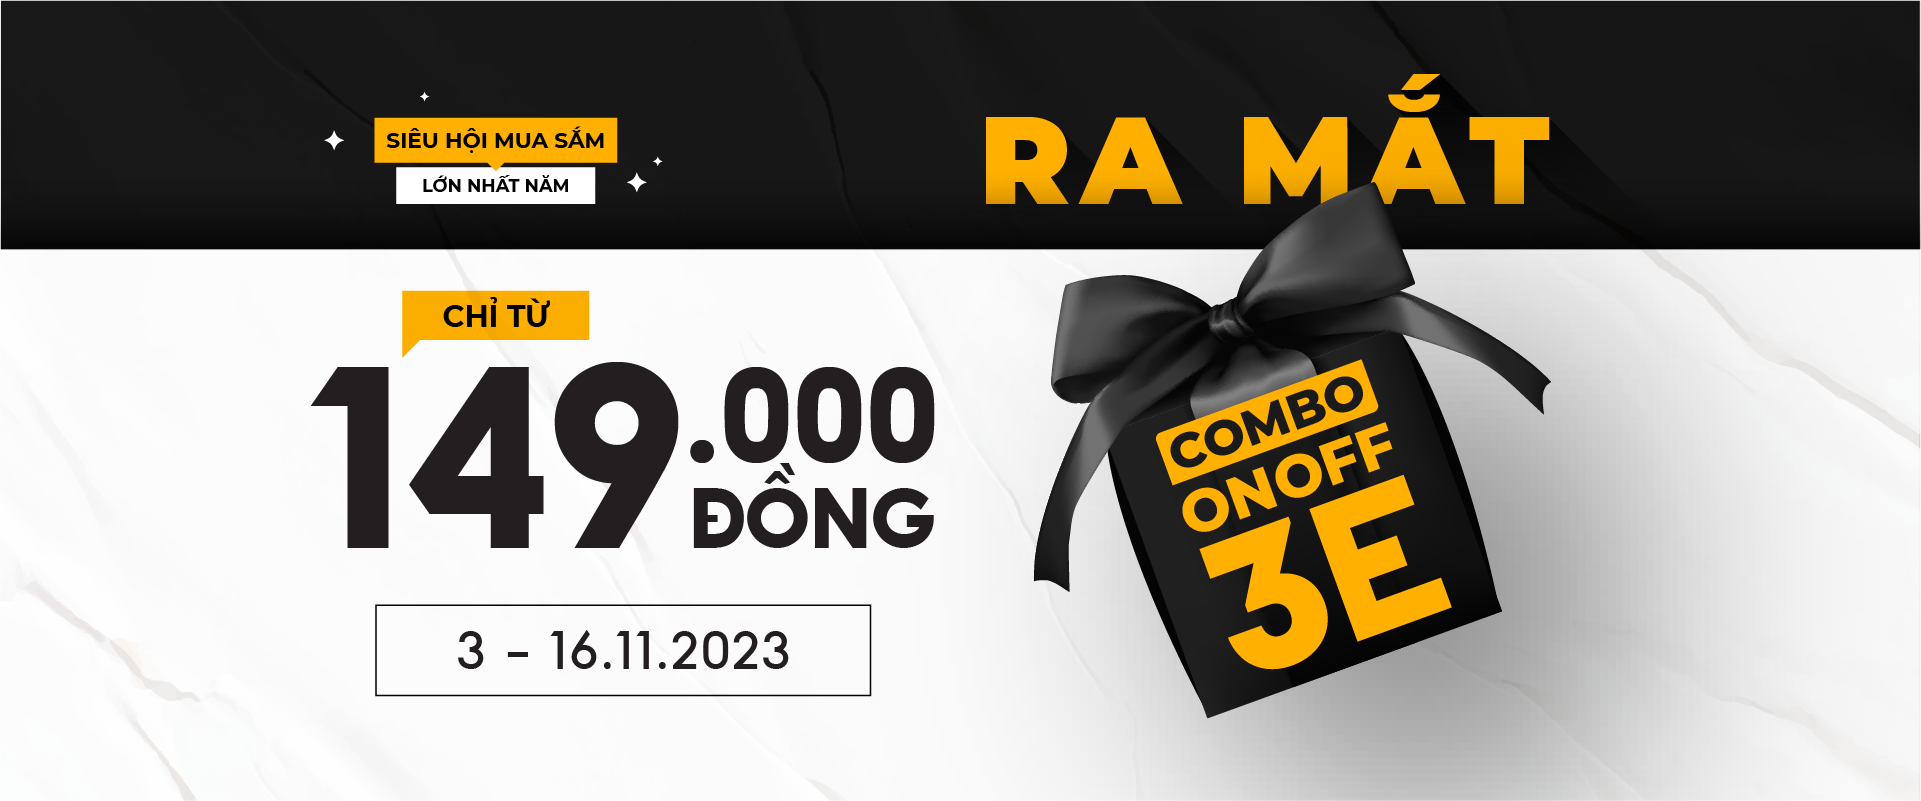 SIÊU HỘI MUA SẮM
LỚN NHẤT NĂM
CHỈ TỪ
149.000
ĐỒNG
3 - 16.11.2023
RA MẮT
COMBO
ONOFF
3E